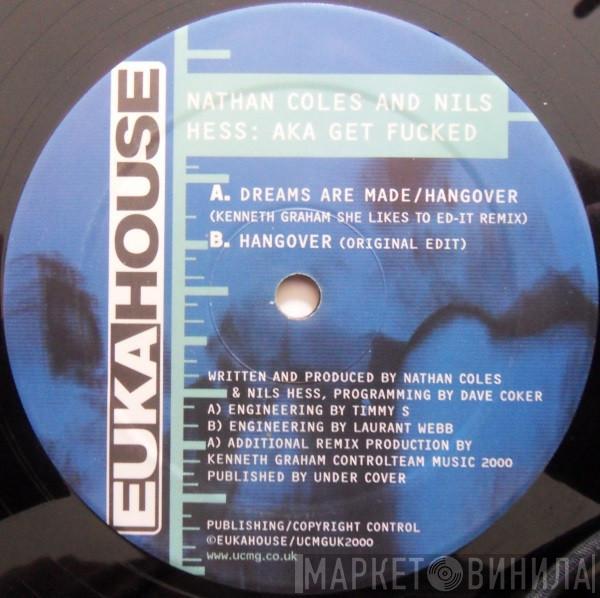 EUKAHOUSE
NATHAN COLES AND NILS
HESS: AKA GET FUCKED
A. DREAMS ARE MADE/HANGOVER
(KENNETH GRAHAM SHE LIKES TO ED-IT REMIX)
B. HANGOVER (ORIGINAL EDIT)
WRITTEN AND PRODUCED BY NATHAN COLES
& NILS HESS, PROGRAMMING BY DAVE COKER
A) ENGINEERING BY TIMMY S
B) ENGINEERING BY LAURANT WEBB
A) ADDITIONAL REMIX PRODUCTION BY
KENNETH GRAHAM CONTROLTEAM MUSIC 2000
PUBLISHED BY UNDER COVER
PUBLISHING/COPYRIGHT CONTROL
©EUKAHOUSE/UCMGUK2000
www.ucmg.co.uk
МАРКЕТ ВИНИЛА